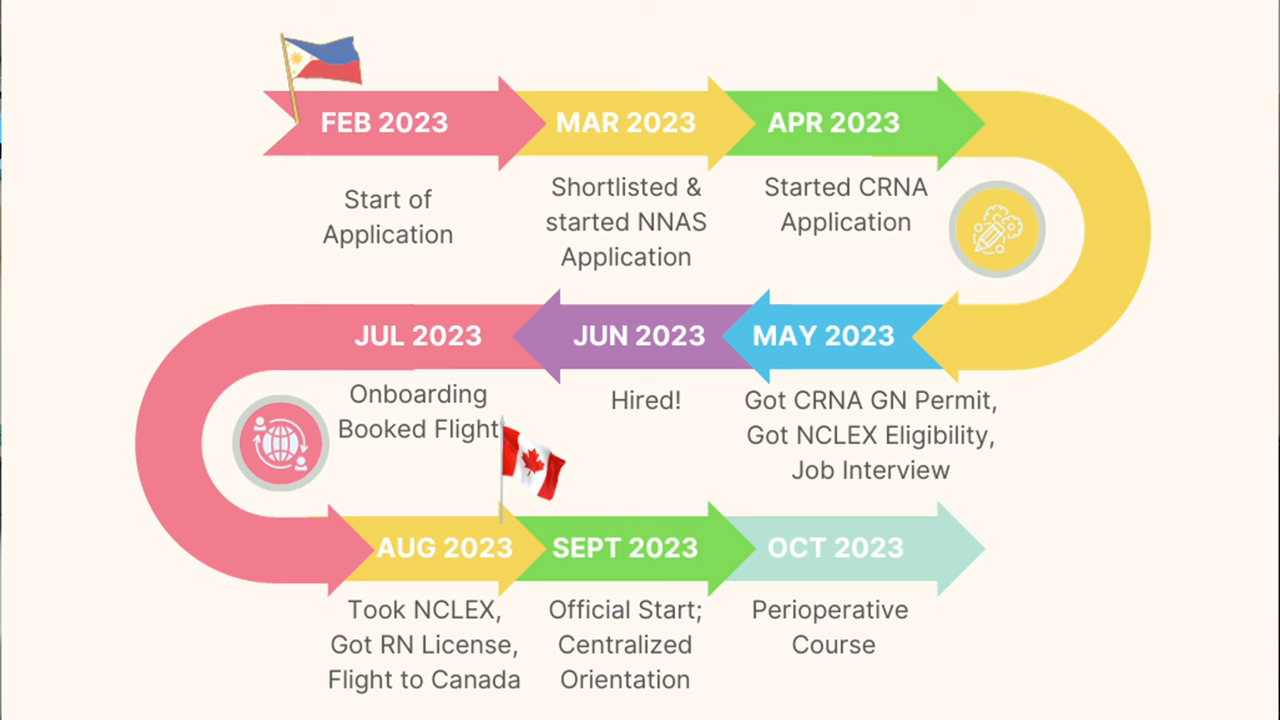 FEB 2023
MAR 2023
APR 2023
Start of
Application
Shortlisted &
started NNAS
Application
Started CRNA
Application
JUL 2023
JUN 2023
MAY 2023
Onboarding
Booked Flight
Hired!
Got CRNA GN Permit,
Got NCLEX Eligibility,
Job Interview
AUG 2023
SEPT 2023
OCT 2023
Took NCLEX,
Got RN License,
Flight to Canada
Official Start;
Centralized
Orientation
Perioperative
Course